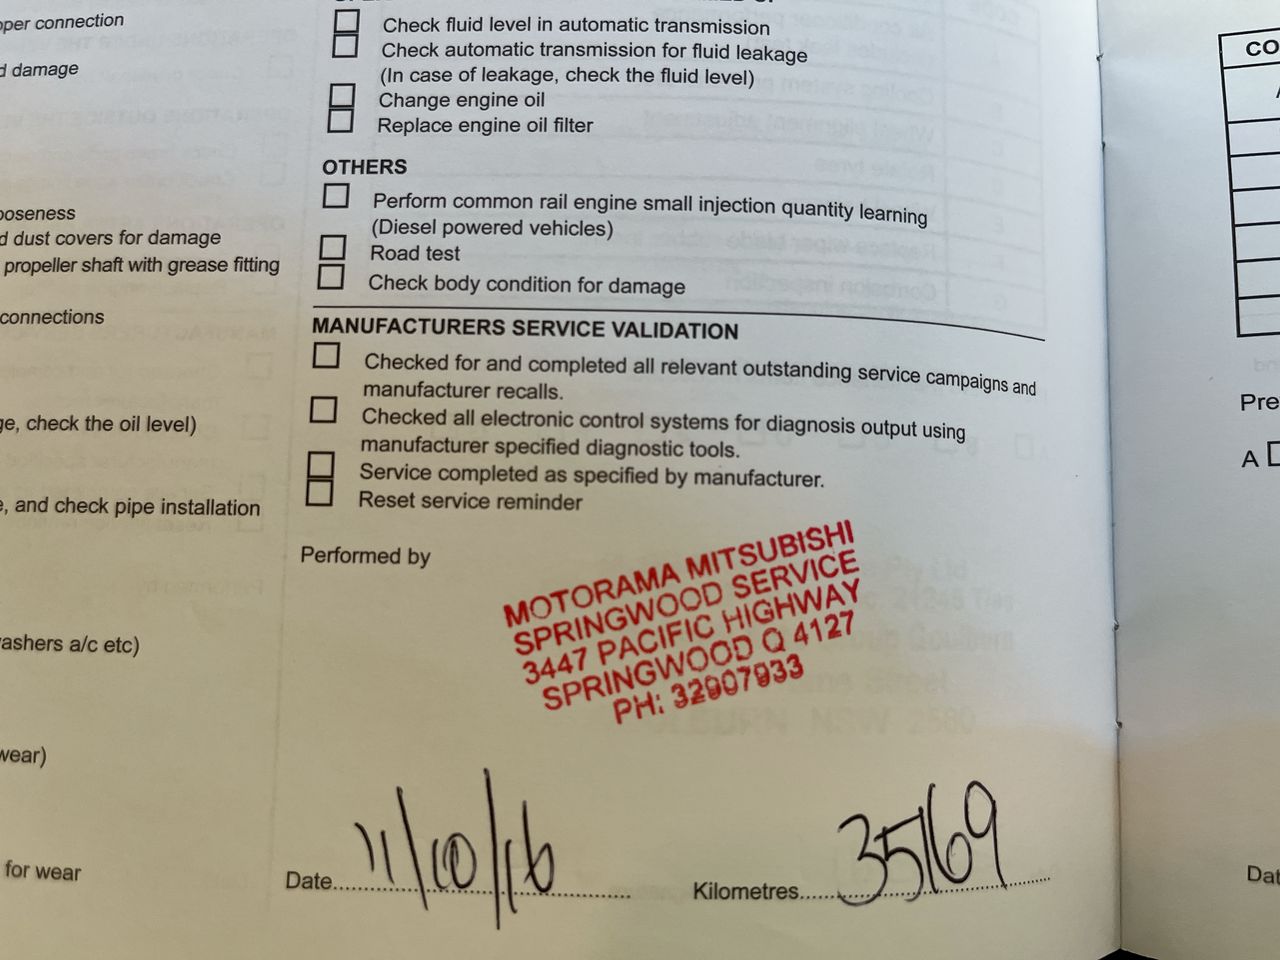 oper connection
d damage
ooseness
d dust covers for damage
propeller shaft with grease fitting
connections
ge, check the oil level)
e, and check pipe installation
washers a/c etc)
wear)
for wear
Check fluid level in automatic transmission
Check automatic transmission for fluid leakage
(In case of leakage, check the fluid level)
Change engine oil
Replace engine oil filter
OTHERS
Perform common rail engine small injection quantity learning
(Diesel powered vehicles)
Road test
Check body condition for damage
MANUFACTURERS SERVICE VALIDATION
Checked for and completed all relevant outstanding service campaigns and
manufacturer recalls.
Checked all electronic control systems for diagnosis output using
manufacturer specified diagnostic tools.
Service completed as specified by manufacturer.
Reset service reminder
Performed by
MOTORAMA MITSUBISHI
SPRINGWOOD SERVICE
3447 PACIFIC HIGHWAY
SPRINGWOOD Q 4127
PH: 32907933
Date 11/10/16 Kilometres 35169
CO
A
Pre
A
Dat